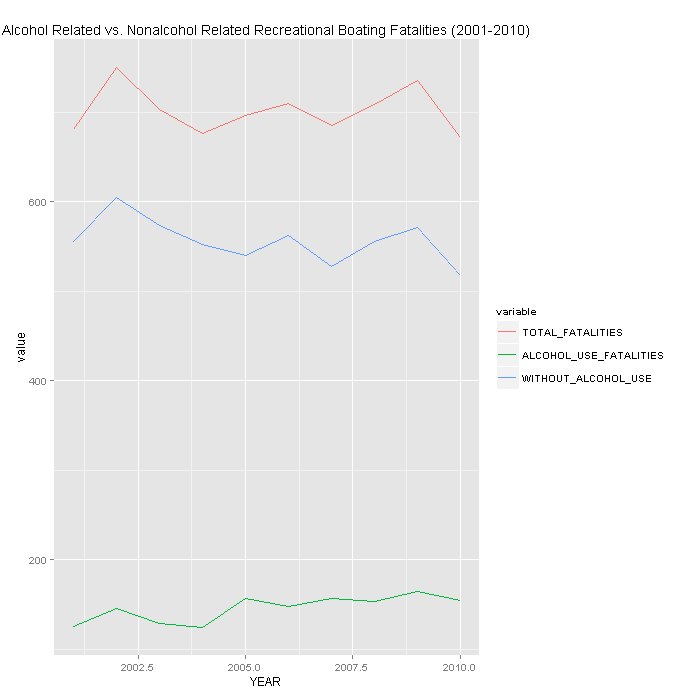 Alcohol Related vs. Nonalcohol Related Recreational Boating Fatalities (2001-2010)
600
400
200
value
2002.5
2005.0
2007.5
2010.0
YEAR
variable
TOTAL_FATALITIES
ALCOHOL_USE_FATALITIES
WITHOUT_ALCOHOL_USE